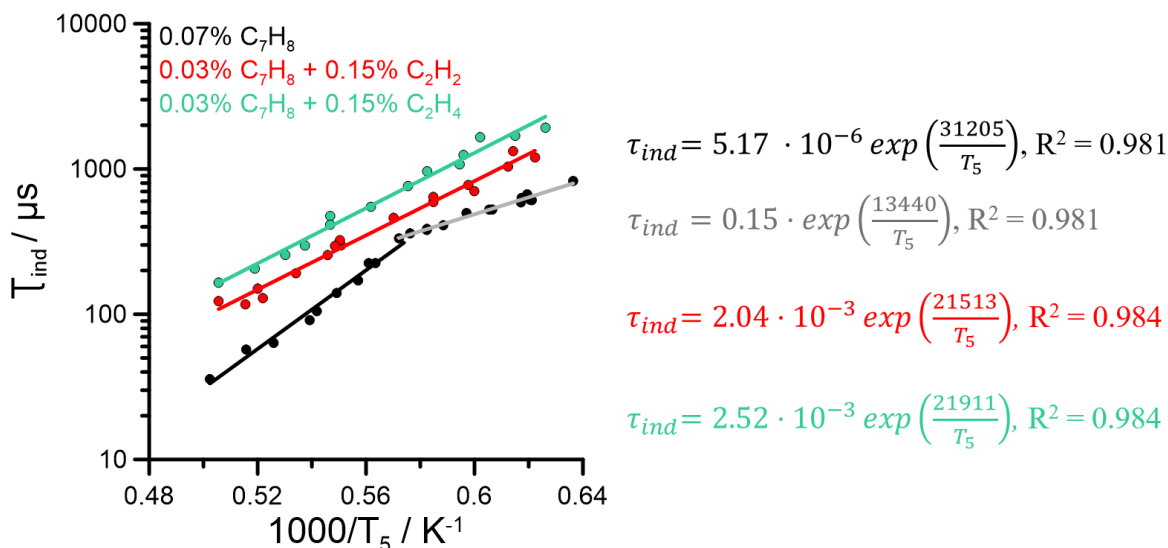 10000
1000
100
10
τind / µs
0.07% C7H8
0.03% C7H8 + 0.15% C2H2
0.03% C7H8 + 0.15% C2H4
0.48
0.52
0.56
0.6
0.64
1000/T5 / K-1
τind = 5.17 · 10−6 exp (31205/T5), R2 = 0.981
τind = 0.15 · exp (13440/T5), R2 = 0.981
τind = 2.04 · 10−3 exp (21513/T5), R2 = 0.984
τind = 2.52 · 10−3 exp (21911/T5), R2 = 0.984